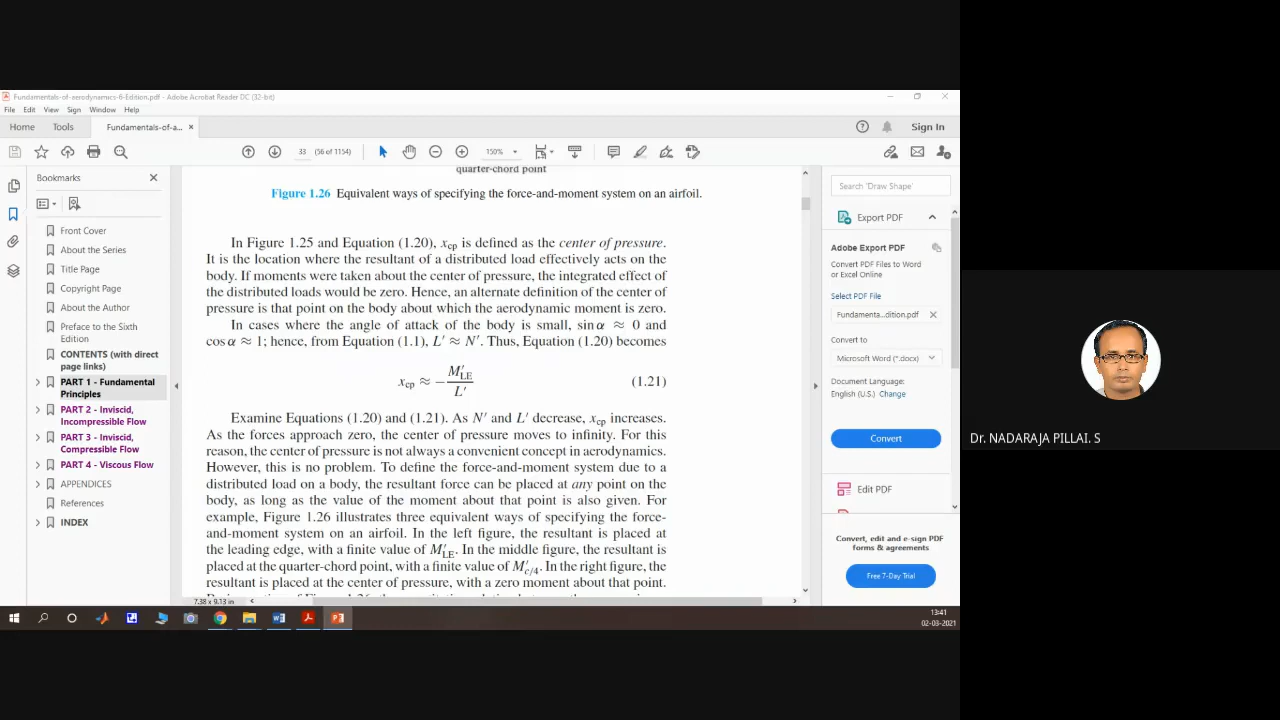 Fundamentals-of-aerodynamics-6-Edition.pdf - Adobe Acrobat Reader DC (32-bit)
File Edit View Sign Window Help
Home Tools Fundamentals-of-a... × Sign In
33 (56 of 1154) 150%
Bookmarks
Front Cover
About the Series
Title Page
Copyright Page
About the Author
Preface to the Sixth
Edition
CONTENTS (with direct
page links)
PART 1 - Fundamental
Principles
PART 2 - Inviscid,
Incompressible Flow
PART 3 - Inviscid,
Compressible Flow
PART 4 - Viscous Flow
APPENDICES
References
INDEX
quarter-chord point
Figure 1.26 Equivalent ways of specifying the force-and-moment system on an airfoil.
In Figure 1.25 and Equation (1.20), xcp is defined as the center of pressure.
It is the location where the resultant of a distributed load effectively acts on the
body. If moments were taken about the center of pressure, the integrated effect of
the distributed loads would be zero. Hence, an alternate definition of the center of
pressure is that point on the body about which the aerodynamic moment is zero.
In cases where the angle of attack of the body is small, sin α ≈ 0 and
cos α ≈ 1; hence, from Equation (1.1), L′ ≈ N′. Thus, Equation (1.20) becomes
xcp ≈ − M′LE / L′ (1.21)
Examine Equations (1.20) and (1.21). As N′ and L′ decrease, xcp increases.
As the forces approach zero, the center of pressure moves to infinity. For this
reason, the center of pressure is not always a convenient concept in aerodynamics.
However, this is no problem. To define the force-and-moment system due to a
distributed load on a body, the resultant force can be placed at any point on the
body, as long as the value of the moment about that point is also given. For
example, Figure 1.26 illustrates three equivalent ways of specifying the force-
and-moment system on an airfoil. In the left figure, the resultant is placed at
the leading edge, with a finite value of M′LE. In the middle figure, the resultant is
placed at the quarter-chord point, with a finite value of M′c/4. In the right figure, the
resultant is placed at the center of pressure, with a zero moment about that point.
7.38 x 9.13 in
Search 'Draw Shape'
Export PDF
Adobe Export PDF
Convert PDF Files to Word
or Excel Online
Select PDF File
Fundamenta...dition.pdf ×
Convert to
Microsoft Word (*.docx)
Document Language:
English (U.S.) Change
Convert
Edit PDF
Convert, edit and e-sign PDF
forms & agreements
Free 7-Day Trial
13:41
02-03-2021
Dr. NADARAJA PILLAI. S